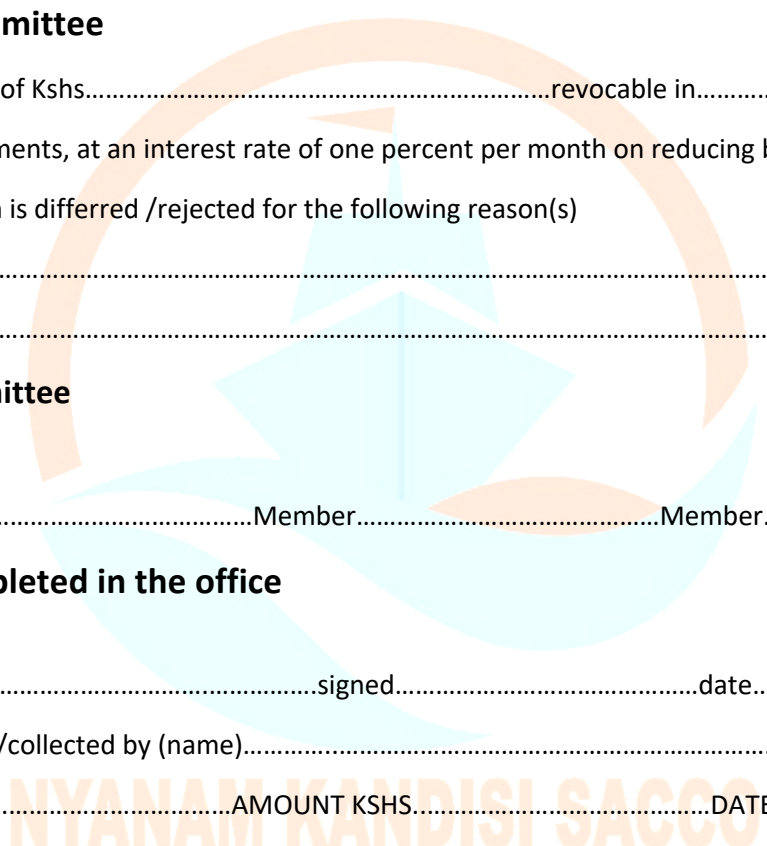 mmittee
of Kshs……………………………………………………………revocable in…………
ments, at an interest rate of one percent per month on reducing b
n is differred /rejected for the following reason(s)
……………………………………………………………………………………………………
……………………………………………………………………………………………………
mittee
…………………………………Member………………………………………Member.
pleted in the office
…………………………………………signed………………………………………date…
/collected by (name)……………………………………………………………………
………………………………AMOUNT KSHS………………………………………DATE
NYANAM KANDISI SACCO